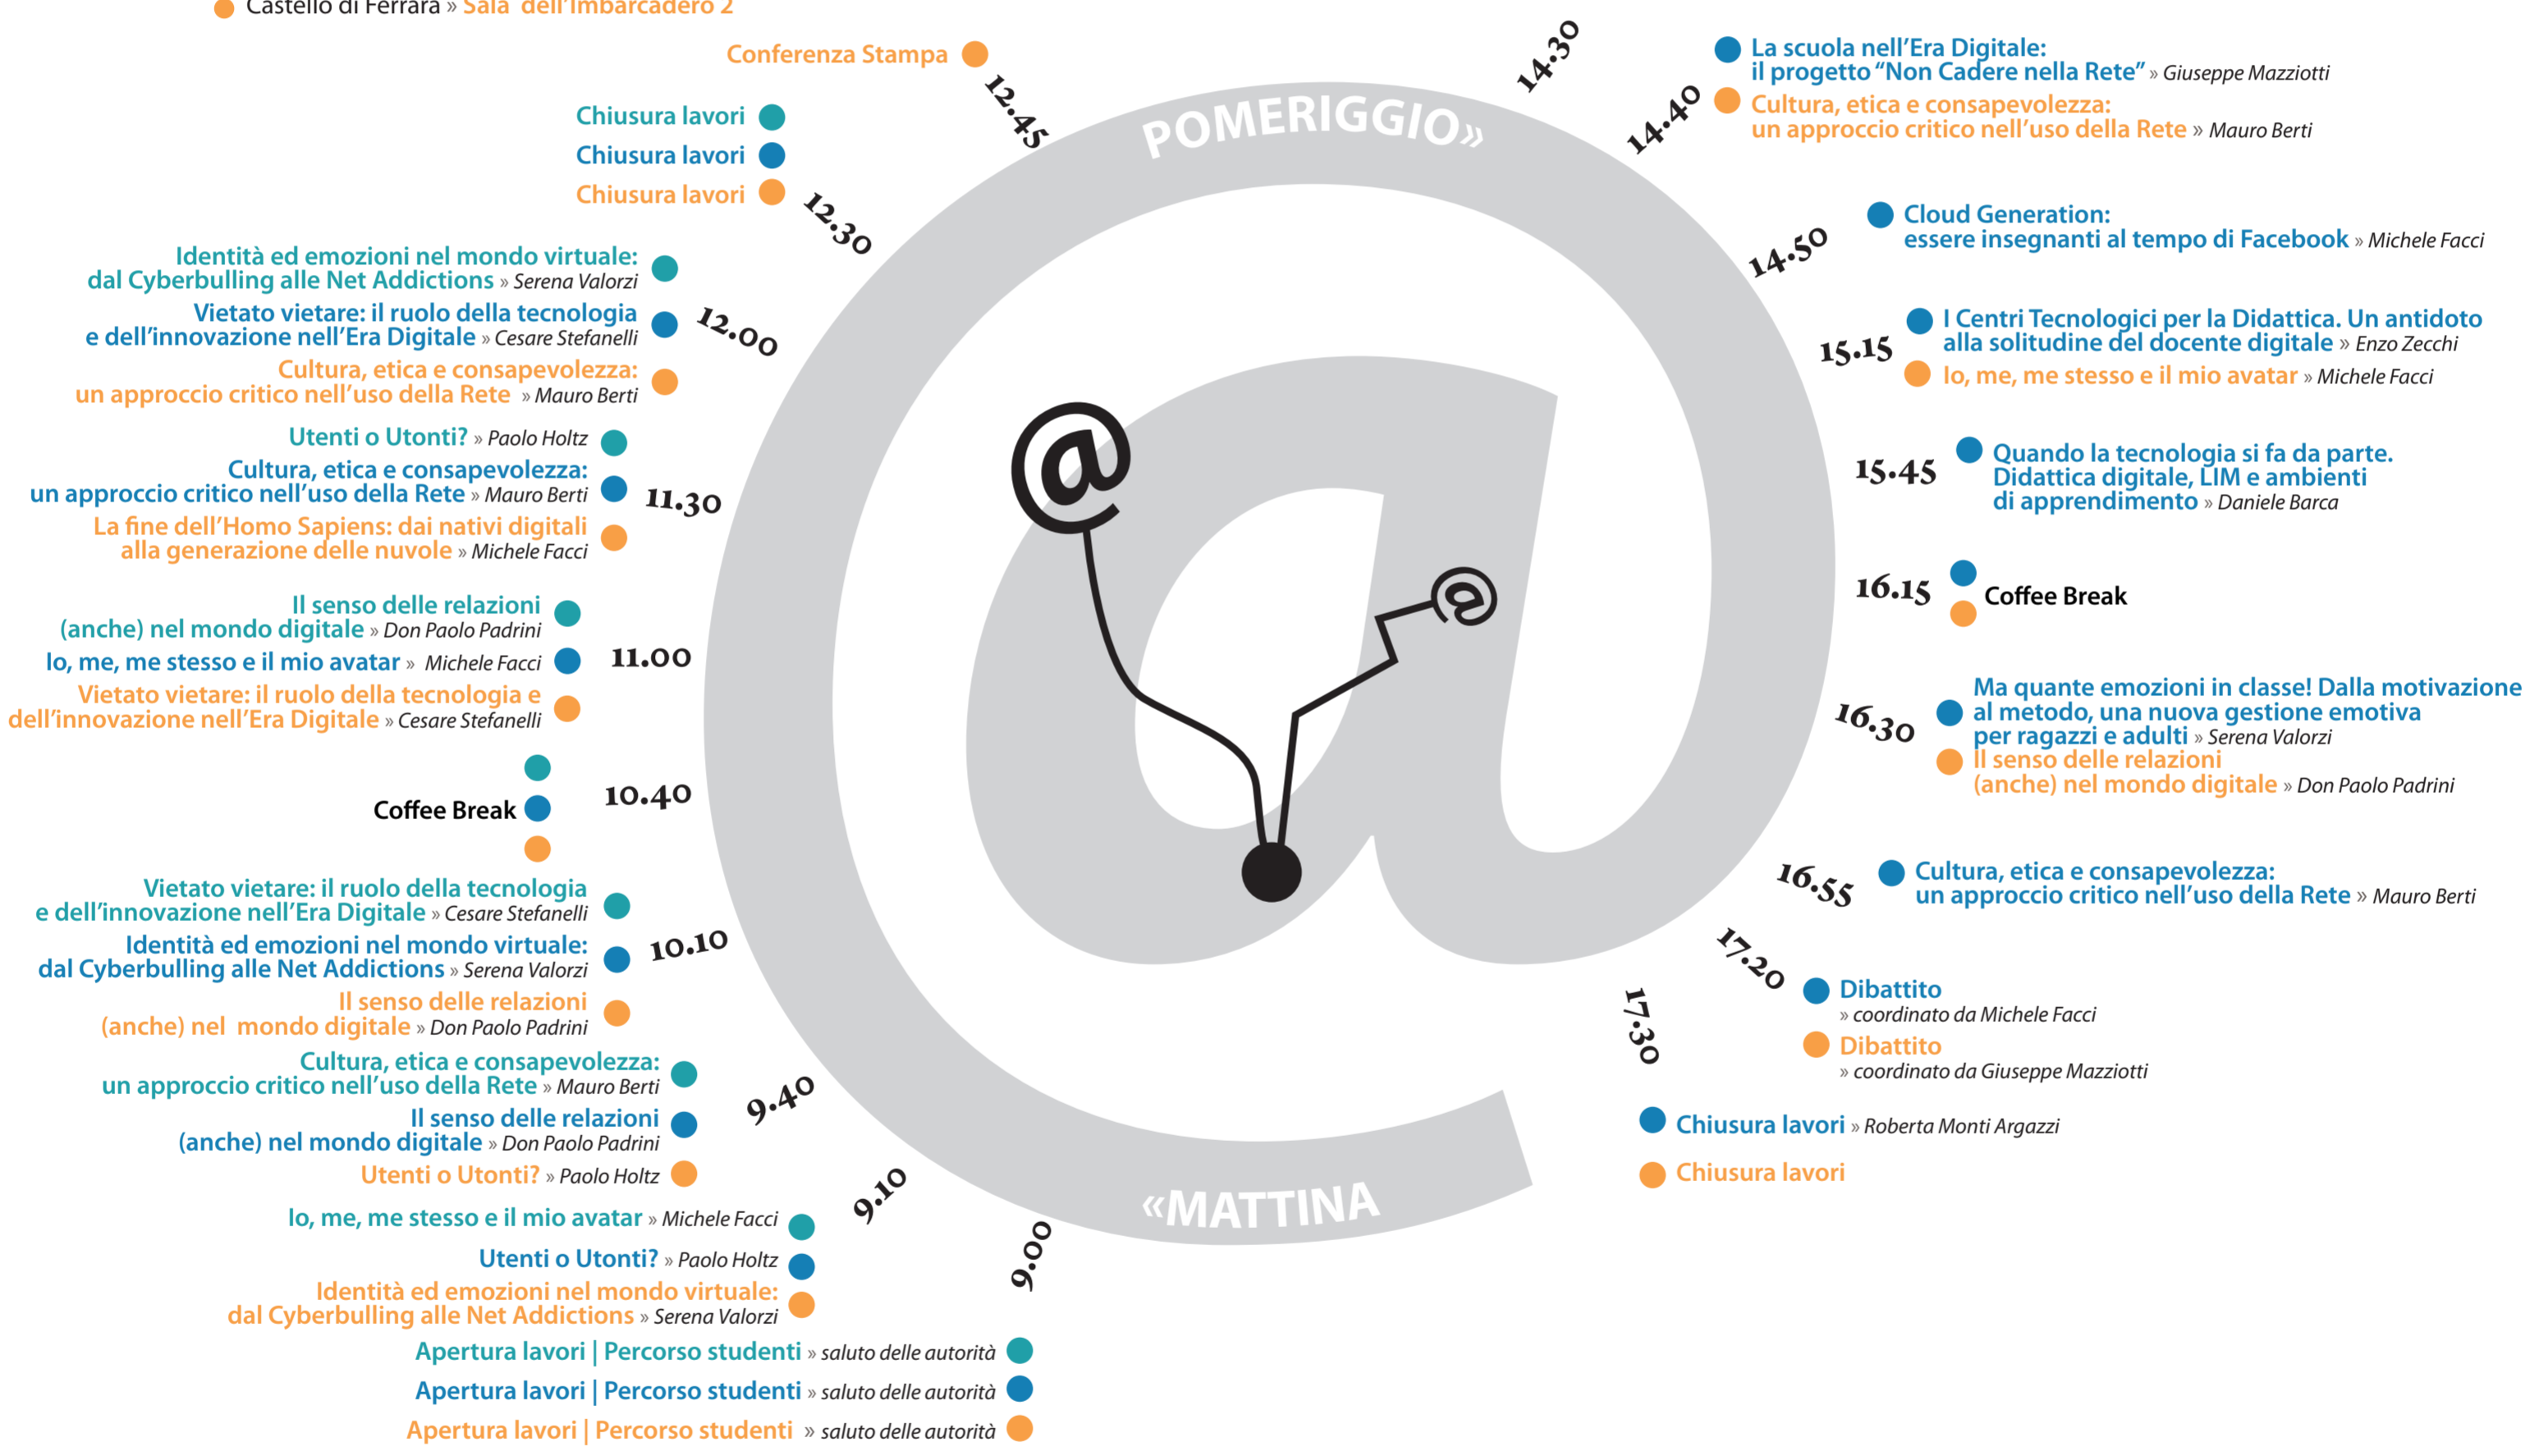 Castello di Ferrara » Sala dell'Imbarcadero 2
Conferenza Stampa
12.45
Chiusura lavori
Chiusura lavori
Chiusura lavori
12.30
Identità ed emozioni nel mondo virtuale:
dal Cyberbulling alle Net Addictions » Serena Valorzi
Vietato vietare: il ruolo della tecnologia
e dell'innovazione nell'Era Digitale » Cesare Stefanelli
Cultura, etica e consapevolezza:
un approccio critico nell'uso della Rete » Mauro Berti
12.00
Utenti o Utonti? » Paolo Holtz
Cultura, etica e consapevolezza:
un approccio critico nell'uso della Rete » Mauro Berti
La fine dell'Homo Sapiens: dai nativi digitali
alla generazione delle nuvole » Michele Facci
11.30
Il senso delle relazioni
(anche) nel mondo digitale » Don Paolo Padrini
Io, me, me stesso e il mio avatar » Michele Facci
Vietato vietare: il ruolo della tecnologia e
dell'innovazione nell'Era Digitale » Cesare Stefanelli
11.00
Coffee Break
10.40
Vietato vietare: il ruolo della tecnologia
e dell'innovazione nell'Era Digitale » Cesare Stefanelli
Identità ed emozioni nel mondo virtuale:
dal Cyberbulling alle Net Addictions » Serena Valorzi
Il senso delle relazioni
(anche) nel mondo digitale » Don Paolo Padrini
10.10
Cultura, etica e consapevolezza:
un approccio critico nell'uso della Rete » Mauro Berti
Il senso delle relazioni
(anche) nel mondo digitale » Don Paolo Padrini
Utenti o Utonti? » Paolo Holtz
9.40
Io, me, me stesso e il mio avatar » Michele Facci
Utenti o Utonti? » Paolo Holtz
Identità ed emozioni nel mondo virtuale:
dal Cyberbulling alle Net Addictions » Serena Valorzi
9.10
Apertura lavori | Percorso studenti » saluto delle autorità
Apertura lavori | Percorso studenti » saluto delle autorità
Apertura lavori | Percorso studenti » saluto delle autorità
9.00
POMERIGGIO»
@
@
«MATTINA
14.30
14.40
La scuola nell'Era Digitale:
il progetto "Non Cadere nella Rete" » Giuseppe Mazziotti
Cultura, etica e consapevolezza:
un approccio critico nell'uso della Rete » Mauro Berti
14.50
Cloud Generation:
essere insegnanti al tempo di Facebook » Michele Facci
15.15
I Centri Tecnologici per la Didattica. Un antidoto
alla solitudine del docente digitale » Enzo Zecchi
Io, me, me stesso e il mio avatar » Michele Facci
15.45
Quando la tecnologia si fa da parte.
Didattica digitale, LIM e ambienti
di apprendimento » Daniele Barca
16.15
Coffee Break
16.30
Ma quante emozioni in classe! Dalla motivazione
al metodo, una nuova gestione emotiva
per ragazzi e adulti » Serena Valorzi
Il senso delle relazioni
(anche) nel mondo digitale » Don Paolo Padrini
16.55
Cultura, etica e consapevolezza:
un approccio critico nell'uso della Rete » Mauro Berti
17.20
Dibattito
» coordinato da Michele Facci
Dibattito
» coordinato da Giuseppe Mazziotti
17.30
Chiusura lavori » Roberta Monti Argazzi
Chiusura lavori